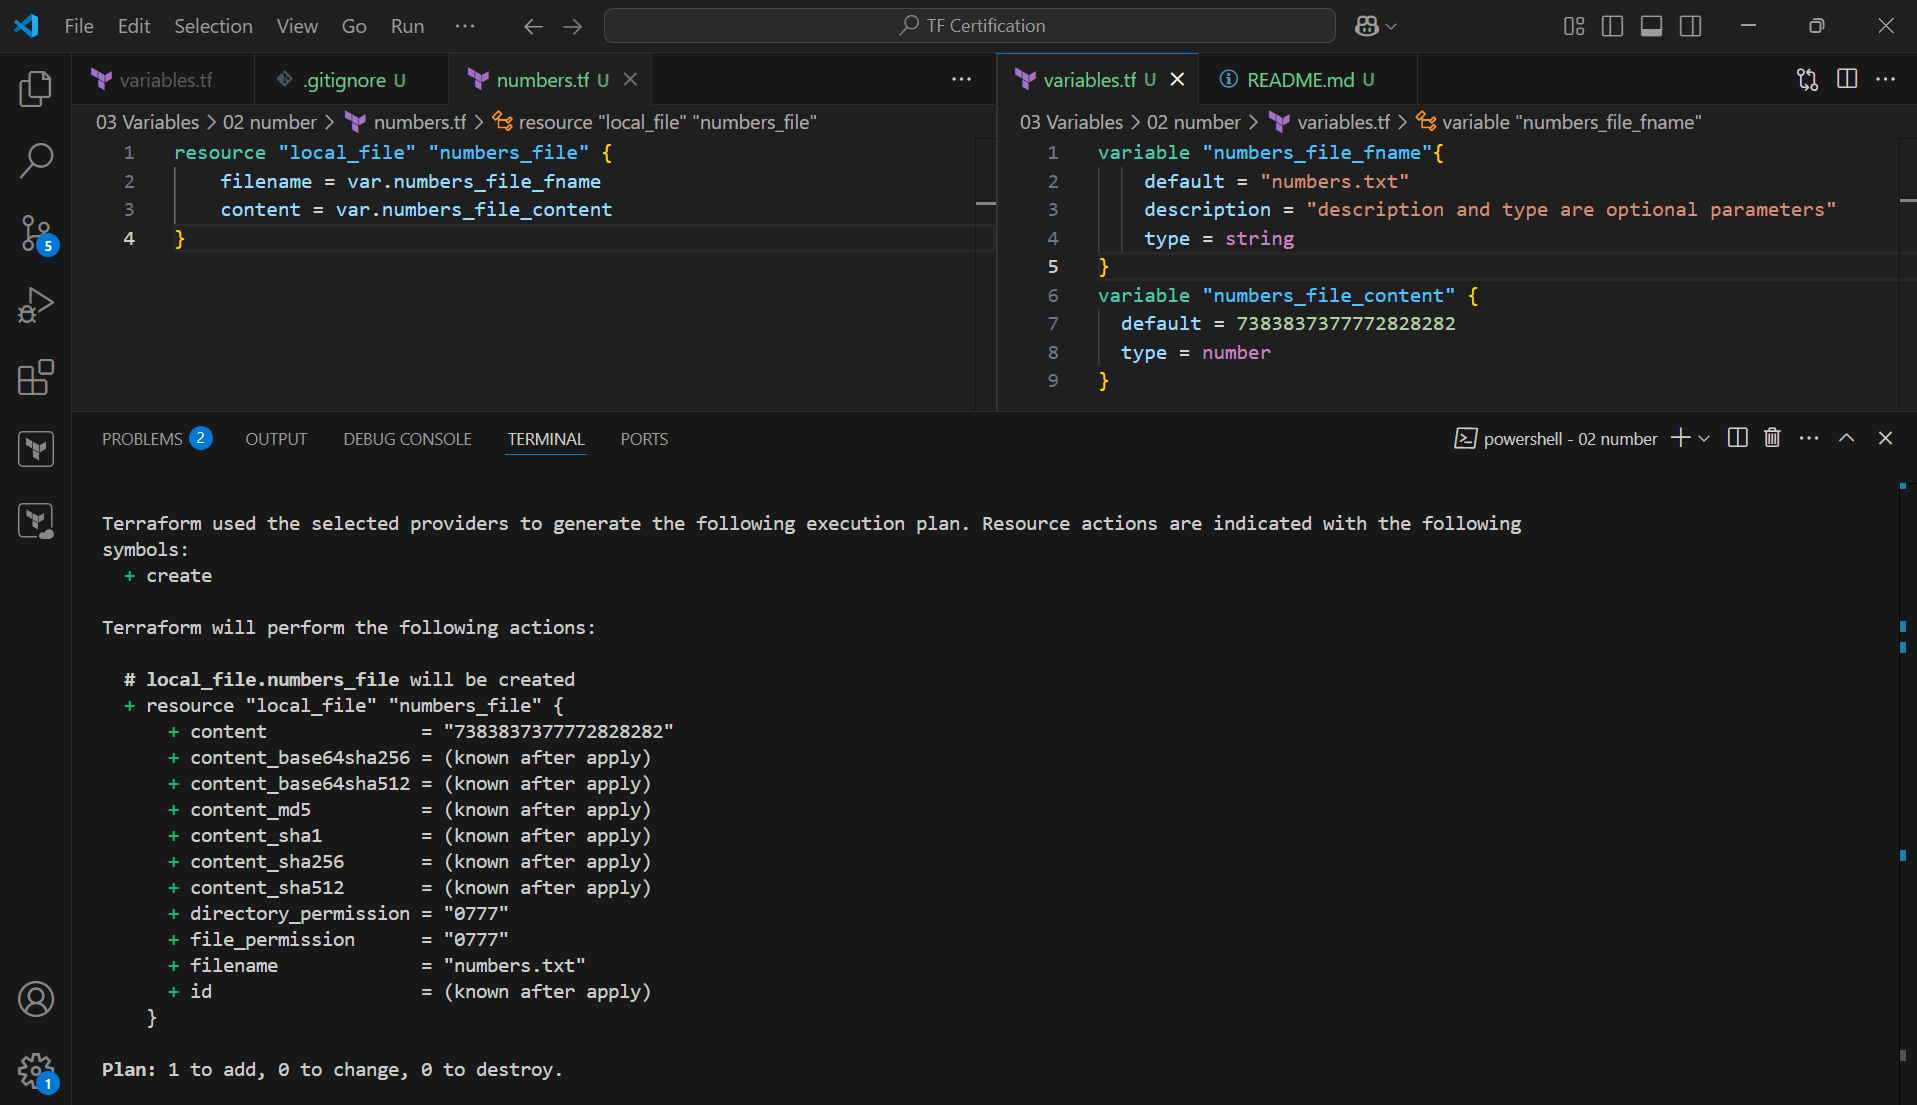 File Edit Selection View Go Run ··· TF Certification
variables.tf .gitignore U numbers.tf U
03 Variables > 02 number > numbers.tf > resource "local_file" "numbers_file"
1 resource "local_file" "numbers_file" {
2 filename = var.numbers_file_fname
3 content = var.numbers_file_content
4 }
variables.tf U README.md U
03 Variables > 02 number > variables.tf > variable "numbers_file_fname"
1 variable "numbers_file_fname"{
2 default = "numbers.txt"
3 description = "description and type are optional parameters"
4 type = string
5 }
6 variable "numbers_file_content" {
7 default = 7383837377772828282
8 type = number
9 }
5
1
PROBLEMS 2 OUTPUT DEBUG CONSOLE TERMINAL PORTS powershell - 02 number
Terraform used the selected providers to generate the following execution plan. Resource actions are indicated with the following
symbols:
+ create
Terraform will perform the following actions:
# local_file.numbers_file will be created
+ resource "local_file" "numbers_file" {
+ content = "7383837377772828282"
+ content_base64sha256 = (known after apply)
+ content_base64sha512 = (known after apply)
+ content_md5 = (known after apply)
+ content_sha1 = (known after apply)
+ content_sha256 = (known after apply)
+ content_sha512 = (known after apply)
+ directory_permission = "0777"
+ file_permission = "0777"
+ filename = "numbers.txt"
+ id = (known after apply)
}
Plan: 1 to add, 0 to change, 0 to destroy.